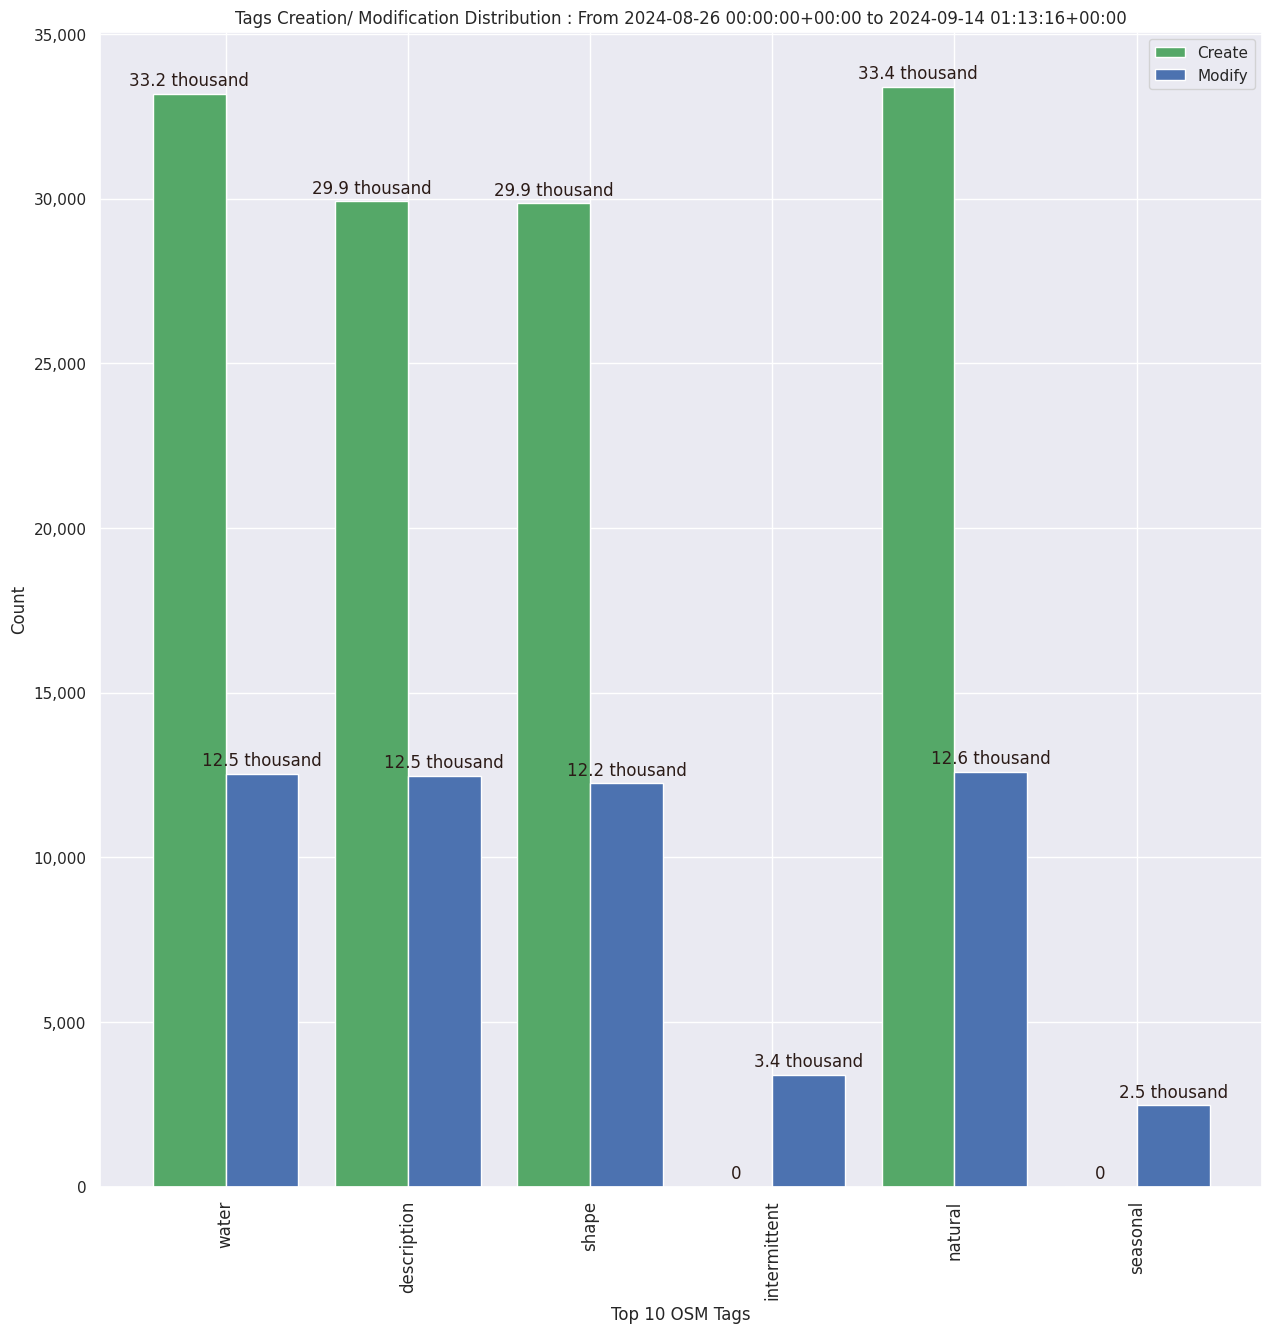 Tags Creation/ Modification Distribution : From 2024-08-26 00:00:00+00:00 to 2024-09-14 01:13:16+00:00
Create
Modify
35,000
30,000
25,000
20,000
15,000
10,000
5,000
0
Count
33.2 thousand
29.9 thousand
29.9 thousand
0
33.4 thousand
0
12.5 thousand
12.5 thousand
12.2 thousand
3.4 thousand
12.6 thousand
2.5 thousand
water
description
shape
intermittent
natural
seasonal
Top 10 OSM Tags